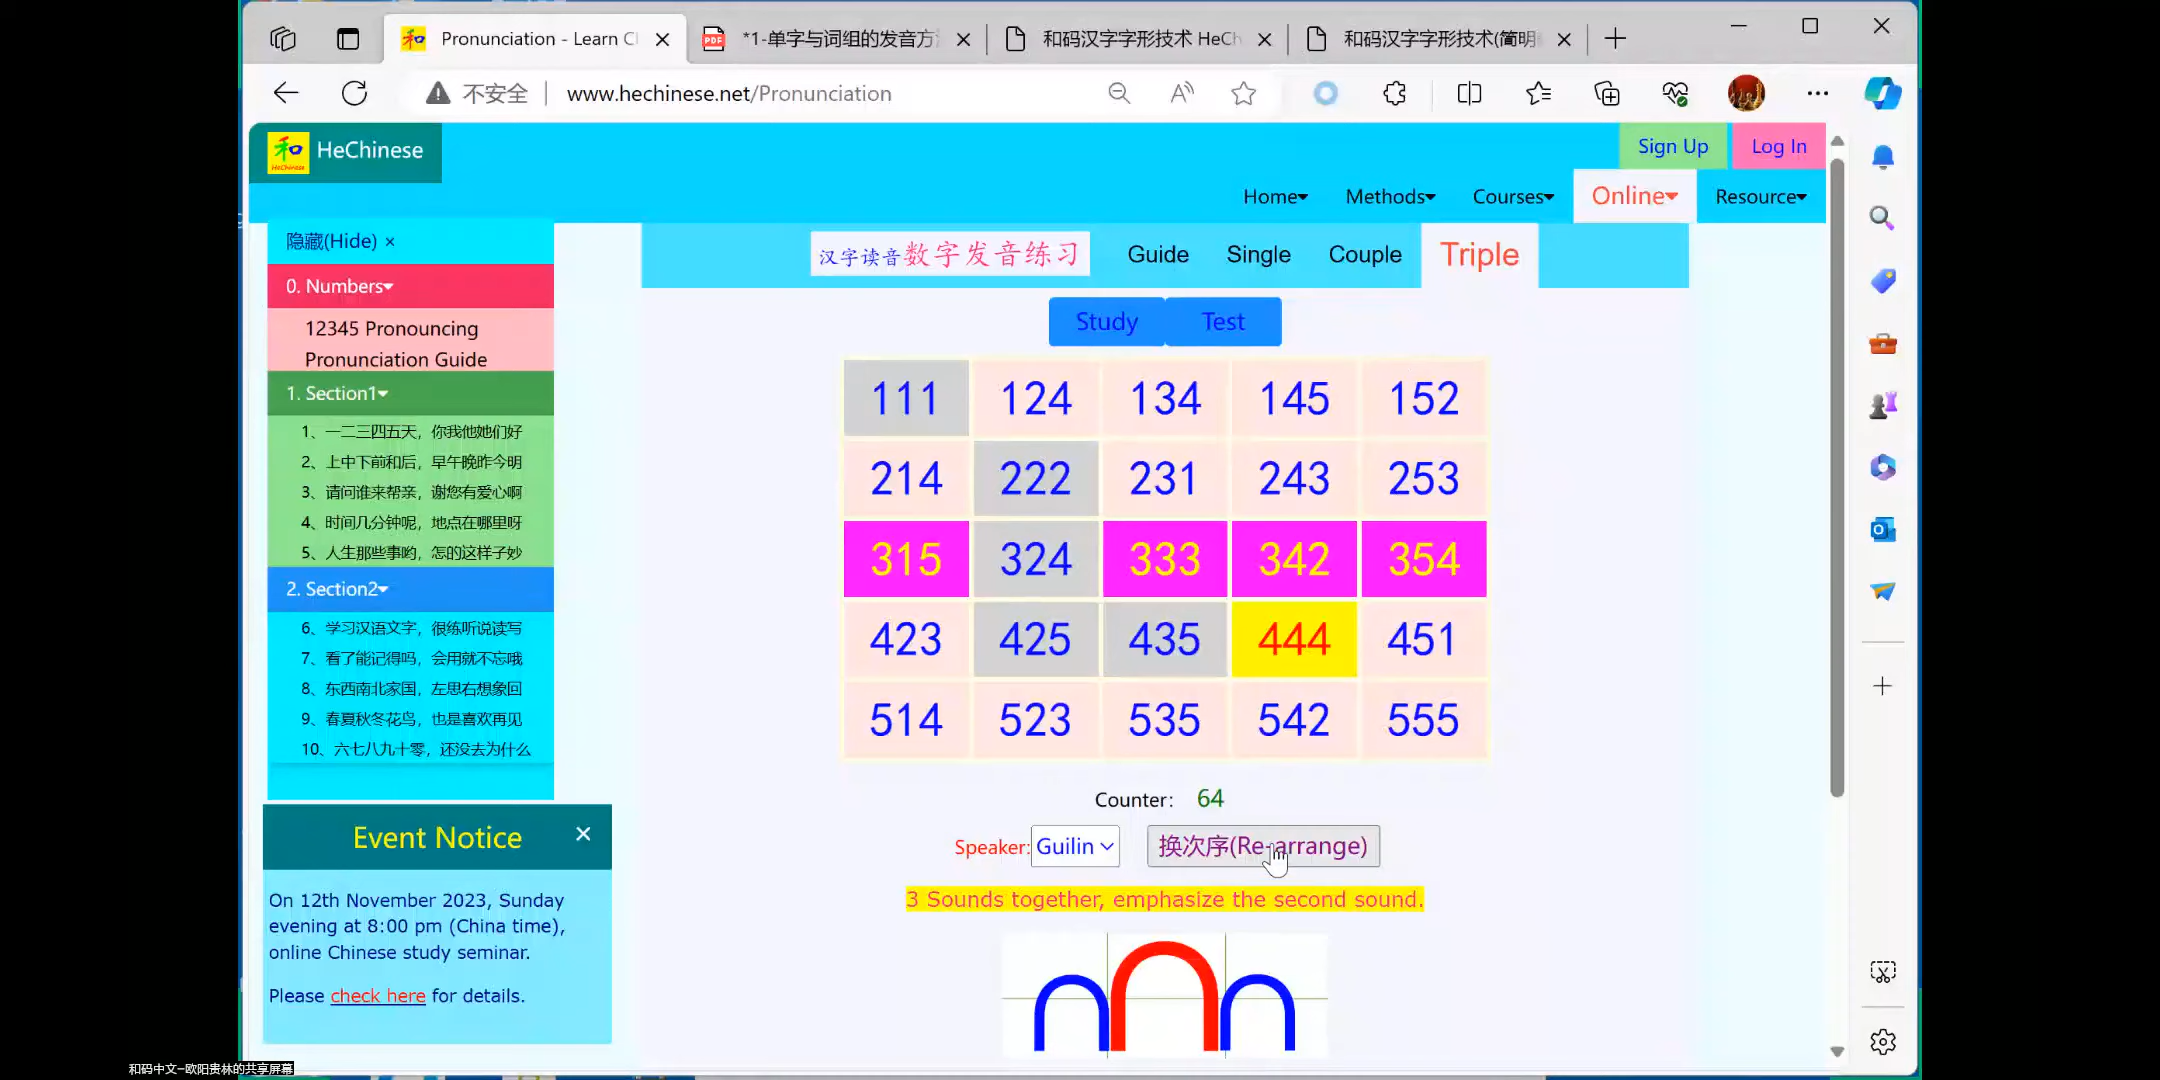 Pronunciation - Learn C
*1-单字与词组的发音方
和码汉字字形技术 HeCh
和码汉字字形技术(简明
不安全 www.hechinese.net/Pronunciation
和 HeChinese
HeChinese
Sign Up Log In
Home Methods Courses Online Resource
隐藏(Hide) ×
0. Numbers
12345 Pronouncing
Pronunciation Guide
1. Section1
1、一二三四五天，你我他她们好
2、上中下前和后，早午晚昨今明
3、请问谁来帮亲，谢您有爱心啊
4、时间几分钟呢，地点在哪里呀
5、人生那些事哟，怎的这样子妙
2. Section2
6、学习汉语文字，很练听说读写
7、看了能记得吗，会用就不忘哦
8、东西南北家国，左思右想象回
9、春夏秋冬花鸟，也是喜欢再见
10、六七八九十零，还没去为什么
Event Notice ×
On 12th November 2023, Sunday
evening at 8:00 pm (China time),
online Chinese study seminar.
Please check here for details.
汉字读音数字发音练习 Guide Single Couple Triple
Study Test
111 124 134 145 152
214 222 231 243 253
315 324 333 342 354
423 425 435 444 451
514 523 535 542 555
Counter: 64
Speaker: Guilin 换次序(Re-arrange)
3 Sounds together, emphasize the second sound.
和码中文—欧阳贵林的共享屏幕